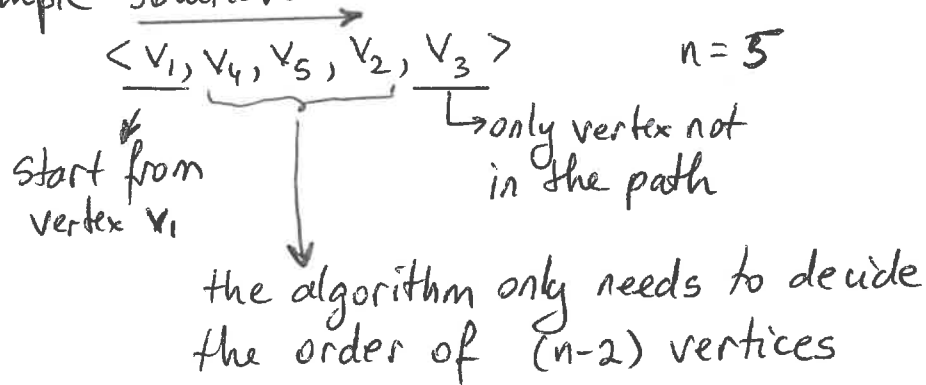 < V₁, V₄, V₅, V₂, V₃ > n = 5
start from
vertex v₁
only vertex not
in the path
the algorithm only needs to decide
the order of (n-2) vertices